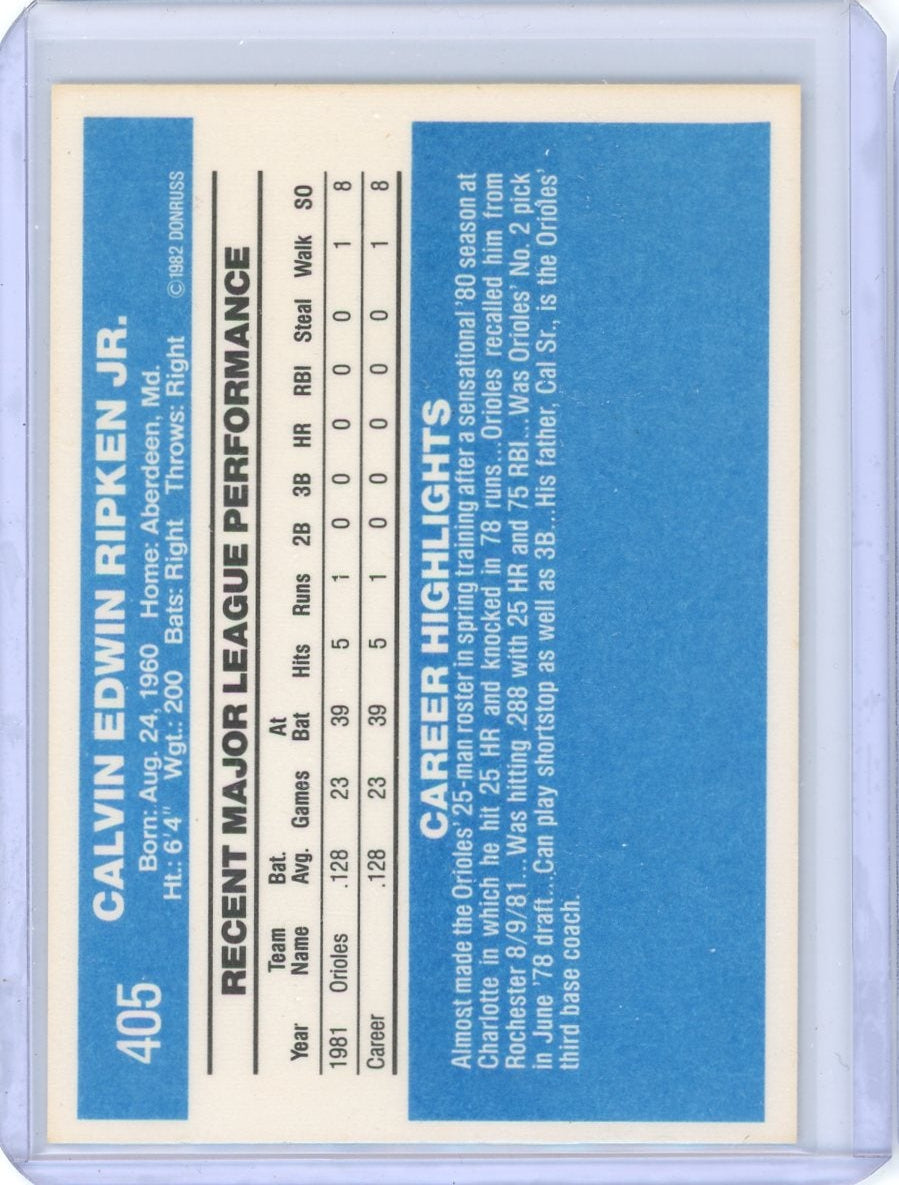 405
CALVIN EDWIN RIPKEN JR.
Born: Aug. 24, 1960 Home: Aberdeen, Md.
Ht.: 6'4" Wgt.: 200 Bats: Right Throws: Right ©1982 DONRUSS
RECENT MAJOR LEAGUE PERFORMANCE
Team Bat. At
Year Name Avg. Games Bat Hits Runs 2B 3B HR RBI Steal Walk SO
1981 Orioles .128 23 39 5 1 0 0 0 0 0 1 8
Career .128 23 39 5 1 0 0 0 0 0 1 8
CAREER HIGHLIGHTS
Almost made the Orioles' 25-man roster in spring training after a sensational '80 season at
Charlotte in which he hit 25 HR and knocked in 78 runs...Orioles recalled him from
Rochester 8/9/81...Was hitting .288 with 25 HR and 75 RBI...Was Orioles' No. 2 pick
in June '78 draft...Can play shortstop as well as 3B...His father, Cal Sr., is the Orioles'
third base coach.